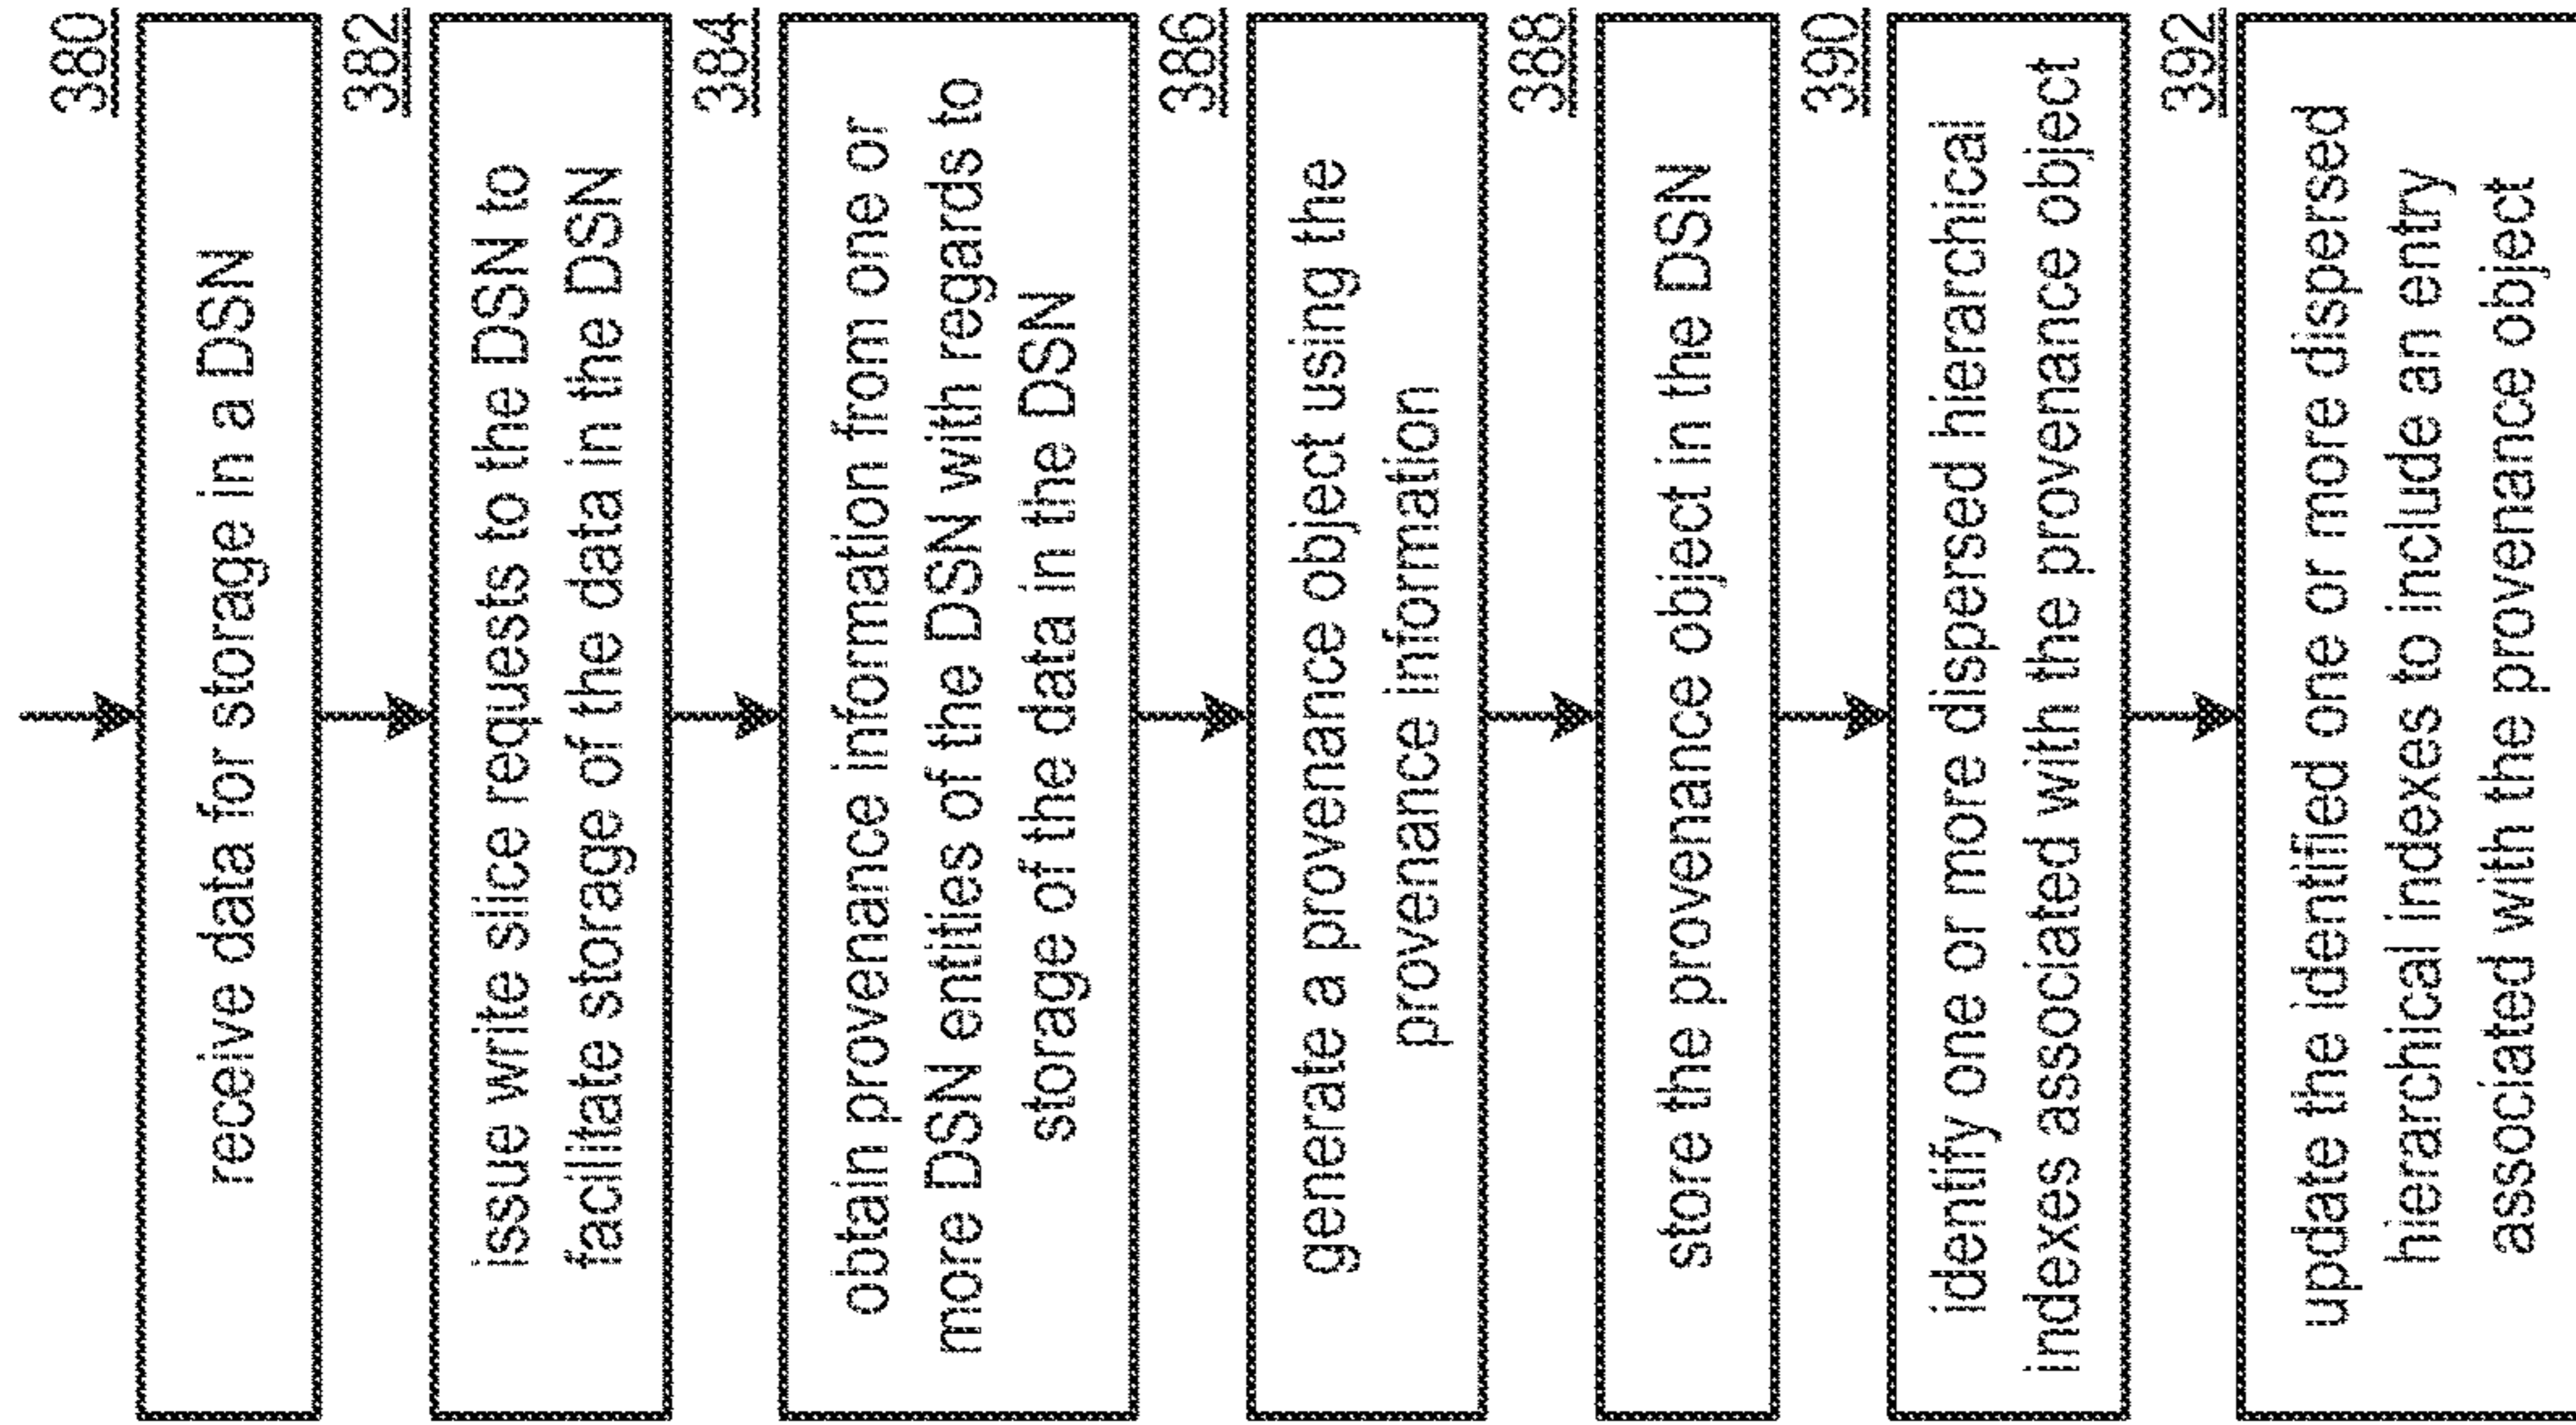 380
receive data for storage in a DSN
382
issue write slice requests to the DSN to
facilitate storage of the data in the DSN
384
obtain provenance information from one or
more DSN entities of the DSN with regards to
storage of the data in the DSN
386
generate a provenance object using the
provenance information
388
store the provenance object in the DSN
390
identify one or more dispersed hierarchical
indexes associated with the provenance object
392
update the identified one or more dispersed
hierarchical indexes to include an entry
associated with the provenance object